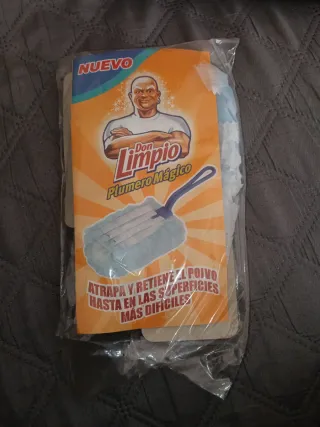 NUEVO
Don
Limpio
Plumero Mágico
ATRAPA Y RETIENE EL POLVO
HASTA EN LAS SUPERFICIES
MÁS DIFÍCILES